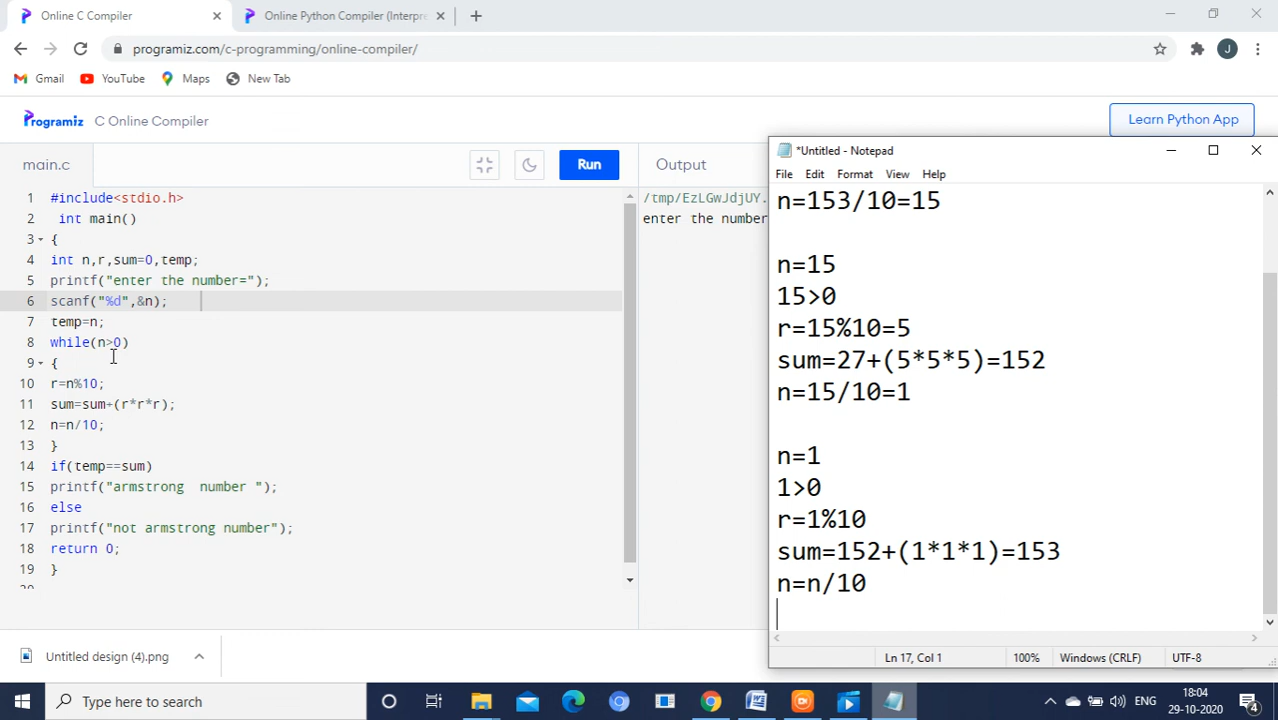 Online C Compiler
Online Python Compiler (Interpre
programiz.com/c-programming/online-compiler/
J
Gmail
YouTube
Maps
New Tab
Programiz
C Online Compiler
Learn Python App
main.c
Run
Output
1 #include<stdio.h>
2 int main()
3 {
4 int n,r,sum=0,temp;
5 printf("enter the number=");
6 scanf("%d",&n);
7 temp=n;
8 while(n>0)
9 {
10 r=n%10;
11 sum=sum+(r*r*r);
12 n=n/10;
13 }
14 if(temp==sum)
15 printf("armstrong  number ");
16 else
17 printf("not armstrong number");
18 return 0;
19 }
/tmp/EzLGwJdjUY.
enter the number
*Untitled - Notepad
File Edit Format View Help
n=153/10=15
n=15
15>0
r=15%10=5
sum=27+(5*5*5)=152
n=15/10=1
n=1
1>0
r=1%10
sum=152+(1*1*1)=153
n=n/10
Ln 17, Col 1 100% Windows (CRLF) UTF-8
Untitled design (4).png
Type here to search
ENG
18:04
29-10-2020
4